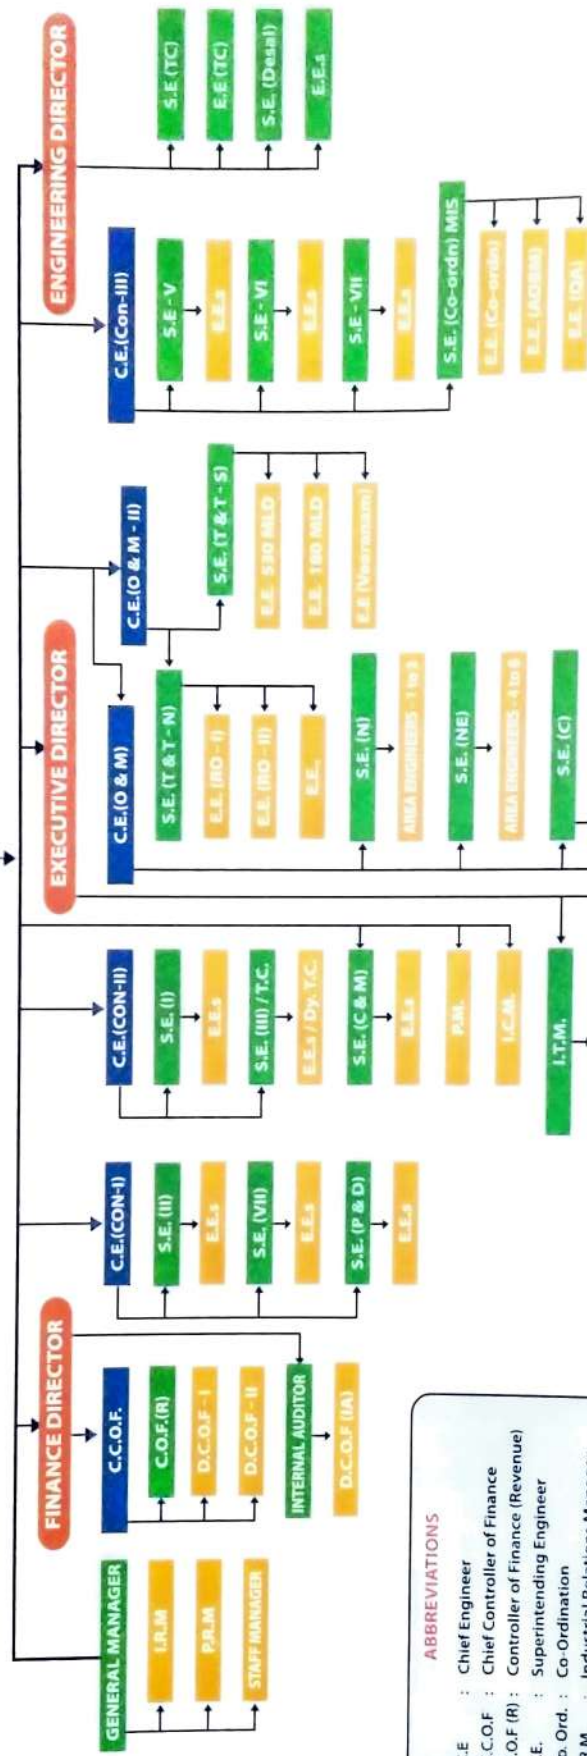 GENERAL MANAGER
I.R.M
P.R.M
STAFF MANAGER
FINANCE DIRECTOR
C.C.O.F.
C.O.F.(R)
D.C.O.F - I
D.C.O.F - II
INTERNAL AUDITOR
D.C.O.F (IA)
C.E.(CON-I)
S.E. (II)
E.E.s
S.E. (VII)
E.E.s
S.E. (P & D)
E.E.s
C.E.(CON-II)
S.E. (I)
E.E.s
S.E. (III) / T.C.
E.E.s / Dy. T.C.
S.E. (C & M)
E.E.s
P.M.
I.C.M.
I.T.M.
EXECUTIVE DIRECTOR
C.E.(O & M)
S.E. (T & T - N)
E.E. (RO - I)
E.E. (RO - II)
E.E.
S.E. (N)
AREA ENGINEERS - 1 to 3
S.E. (NE)
AREA ENGINEERS - 4 to 6
S.E. (C)
C.E.(O & M - II)
S.E. (T & T - S)
E.E. 530 MLD
E.E. 180 MLD
E.E (Veeranam)
C.E.(Con-III)
S.E - V
E.E.s
S.E - VI
E.E.s
S.E - VII
E.E.s
S.E. (Co-ordn) MIS
E.E. (Co-ordn)
E.E. (AOBM)
E.E. (QA)
ENGINEERING DIRECTOR
S.E (TC)
E.E (TC)
S.E. (Desal)
E.E.s
ABBREVIATIONS
.E : Chief Engineer
.C.O.F : Chief Controller of Finance
.O.F (R) : Controller of Finance (Revenue)
E. : Superintending Engineer
o. Ord. : Co-Ordination